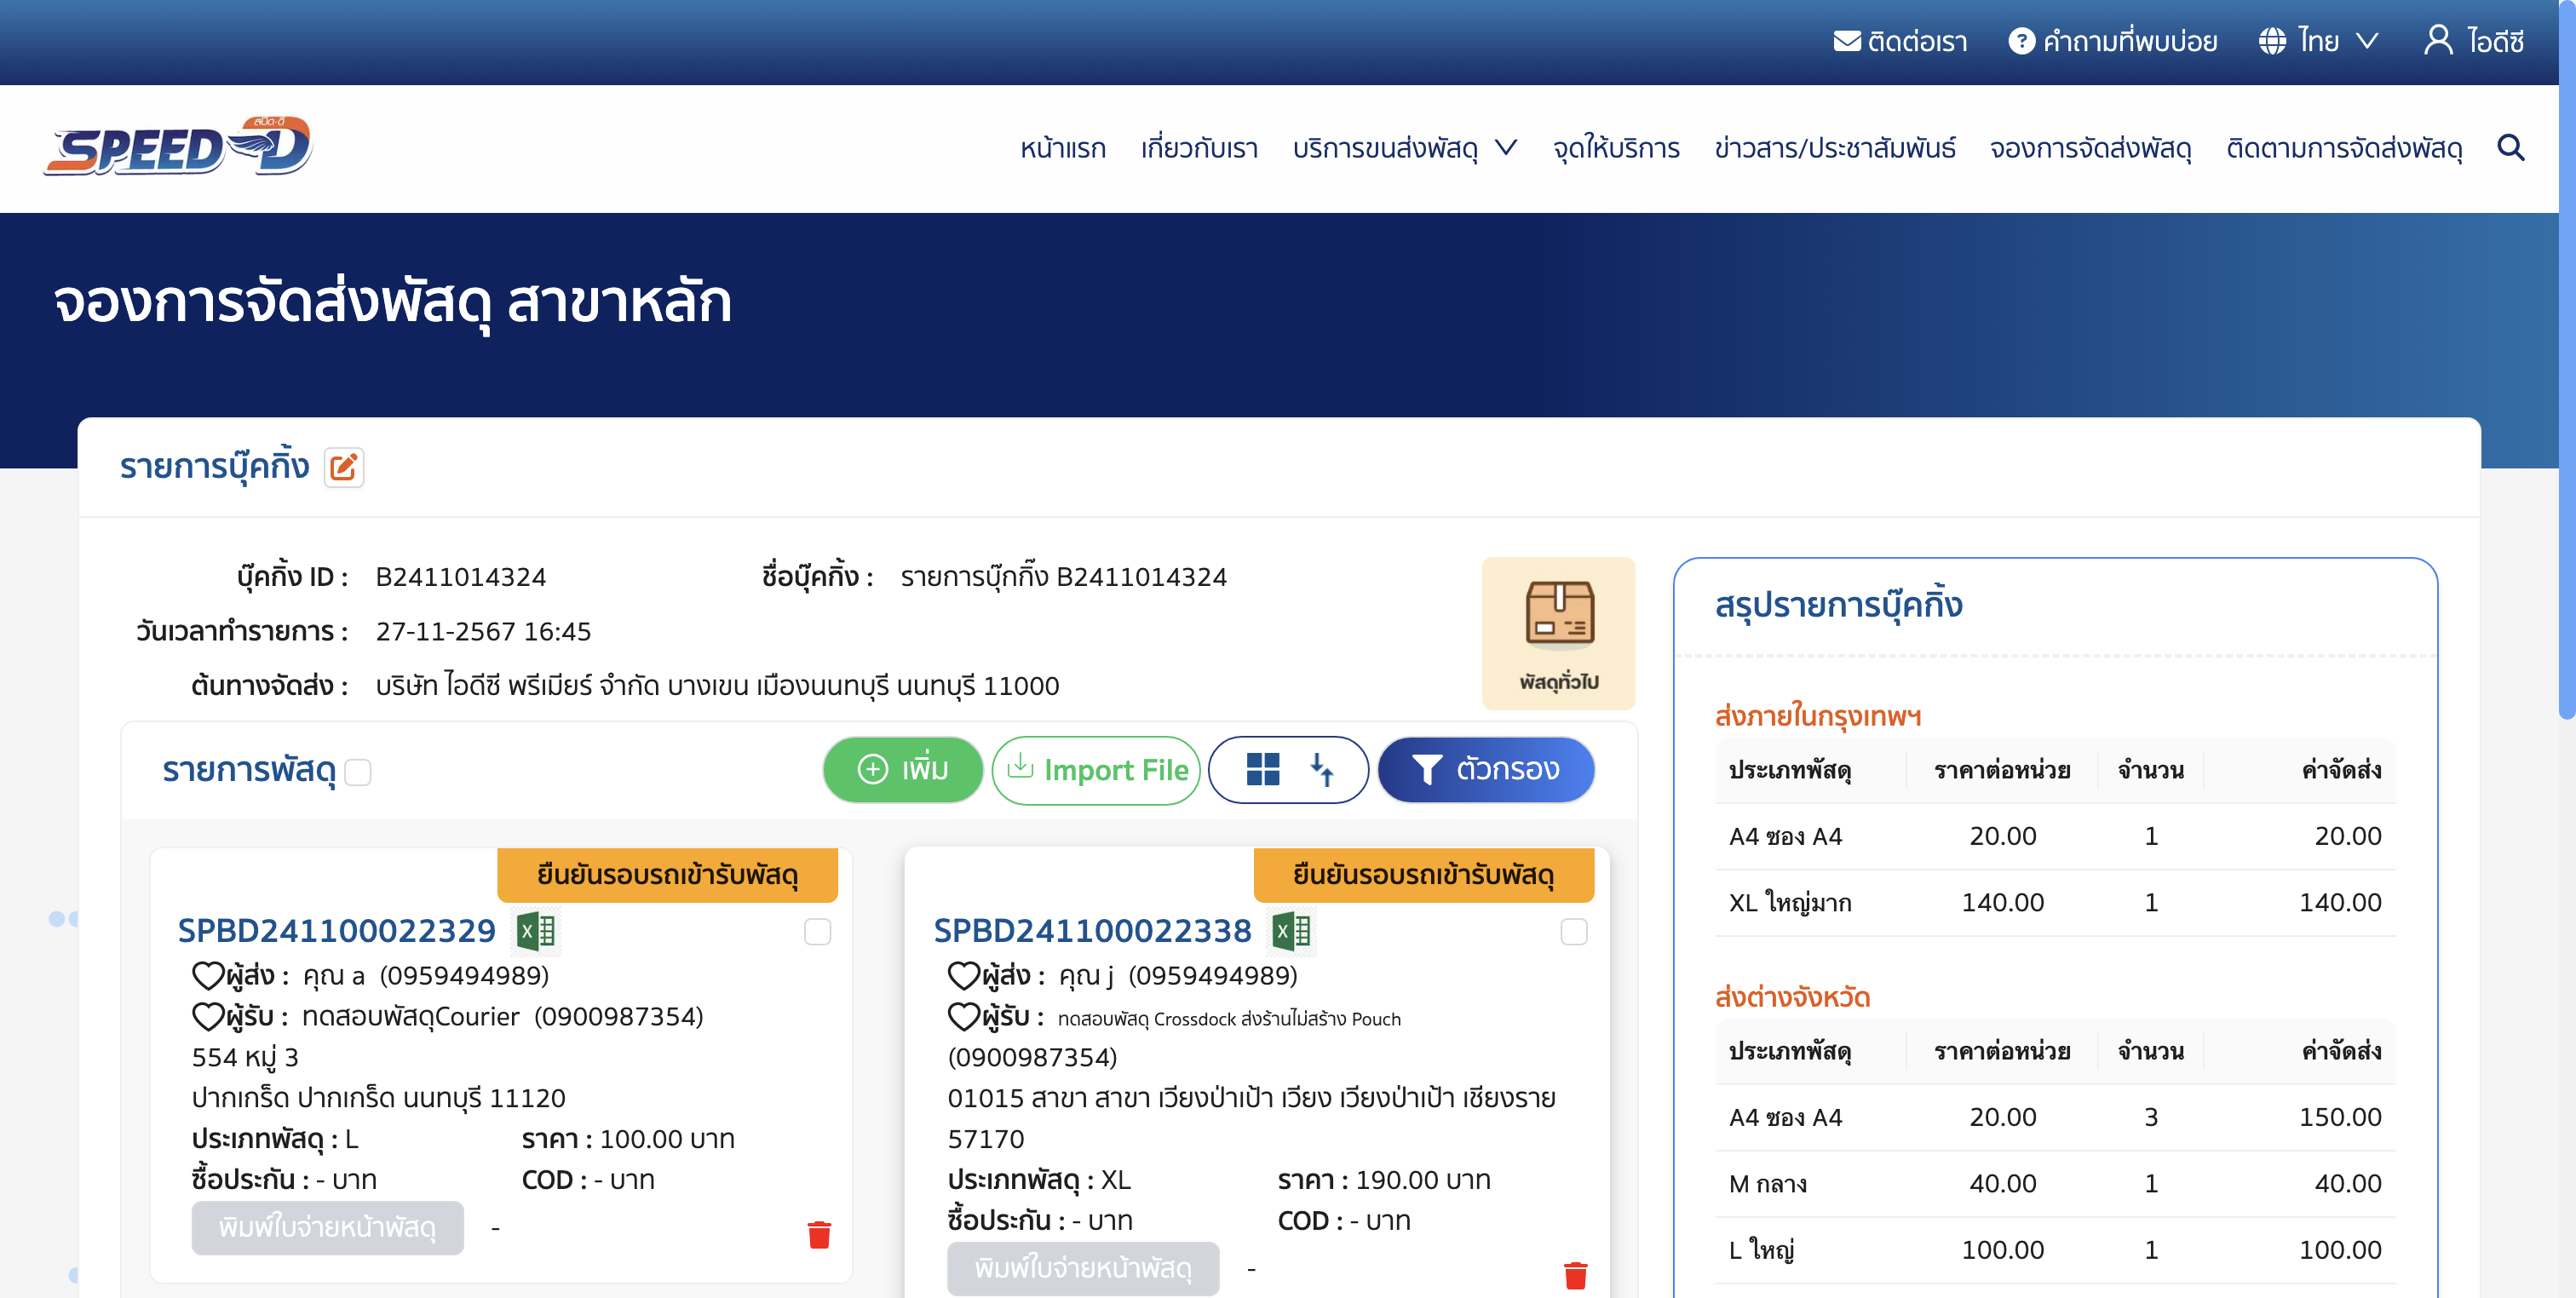 ติดต่อเรา คำถามที่พบบ่อย ไทย ไอดีซี
สปีด-ดี
SPEED-D
หน้าแรก เกี่ยวกับเรา บริการขนส่งพัสดุ จุดให้บริการ ข่าวสาร/ประชาสัมพันธ์ จองการจัดส่งพัสดุ ติดตามการจัดส่งพัสดุ
จองการจัดส่งพัสดุ สาขาหลัก
รายการบุ๊คกิ้ง
บุ๊คกิ้ง ID : B2411014324 ชื่อบุ๊คกิ้ง : รายการบุ๊กกิ๊ง B2411014324
วันเวลาทำรายการ : 27-11-2567 16:45
ต้นทางจัดส่ง : บริษัท ไอดีซี พรีเมียร์ จำกัด บางเขน เมืองนนทบุรี นนทบุรี 11000
พัสดุทั่วไป
รายการพัสดุ
เพิ่ม Import File ตัวกรอง
ยืนยันรอบรถเข้ารับพัสดุ
SPBD241100022329
ผู้ส่ง : คุณ a (0959494989)
ผู้รับ : ทดสอบพัสดุCourier (0900987354)
554 หมู่ 3
ปากเกร็ด ปากเกร็ด นนทบุรี 11120
ประเภทพัสดุ : L ราคา : 100.00 บาท
ซื้อประกัน : - บาท COD : - บาท
พิมพ์ใบจ่ายหน้าพัสดุ -
ยืนยันรอบรถเข้ารับพัสดุ
SPBD241100022338
ผู้ส่ง : คุณ j (0959494989)
ผู้รับ : ทดสอบพัสดุ Crossdock ส่งร้านไม่สร้าง Pouch
(0900987354)
01015 สาขา สาขา เวียงป่าเป้า เวียง เวียงป่าเป้า เชียงราย
57170
ประเภทพัสดุ : XL ราคา : 190.00 บาท
ซื้อประกัน : - บาท COD : - บาท
พิมพ์ใบจ่ายหน้าพัสดุ -
สรุปรายการบุ๊คกิ้ง
ส่งภายในกรุงเทพฯ
ประเภทพัสดุ ราคาต่อหน่วย จำนวน ค่าจัดส่ง
A4 ซอง A4 20.00 1 20.00
XL ใหญ่มาก 140.00 1 140.00
ส่งต่างจังหวัด
ประเภทพัสดุ ราคาต่อหน่วย จำนวน ค่าจัดส่ง
A4 ซอง A4 20.00 3 150.00
M กลาง 40.00 1 40.00
L ใหญ่ 100.00 1 100.00